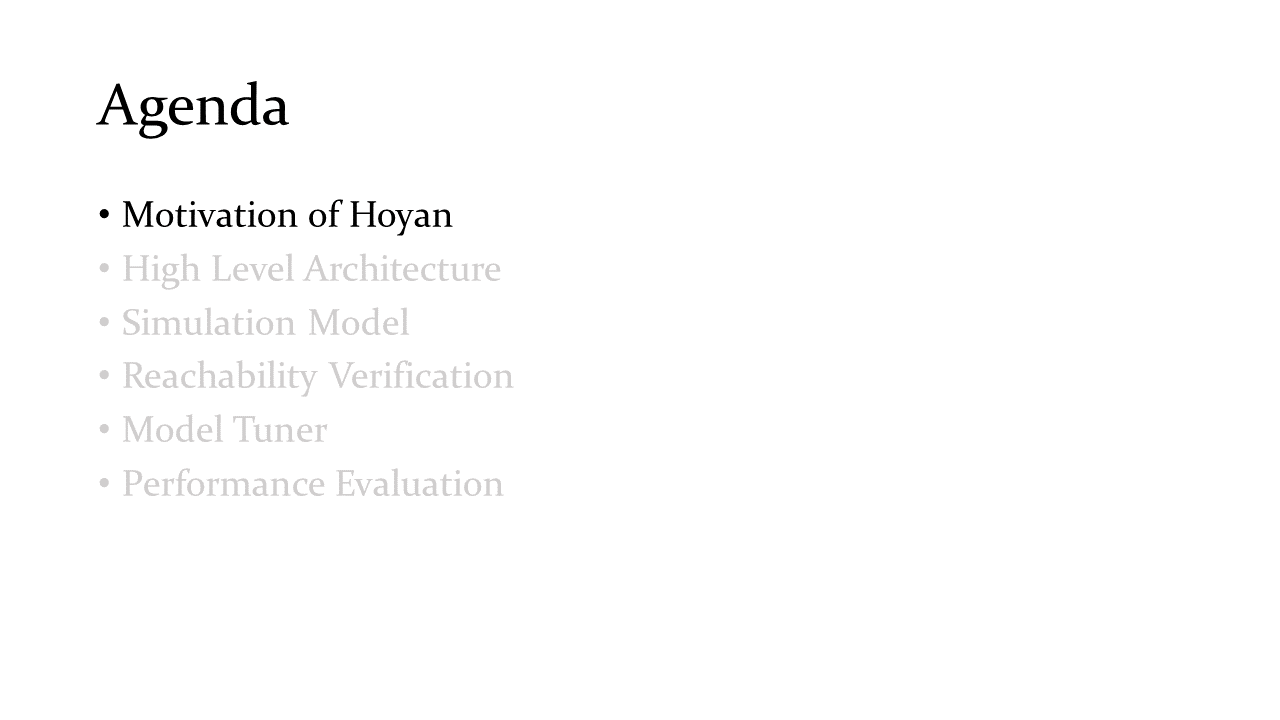 Agenda
• Motivation of Hoyan
• High Level Architecture
• Simulation Model
• Reachability Verification
• Model Tuner
• Performance Evaluation